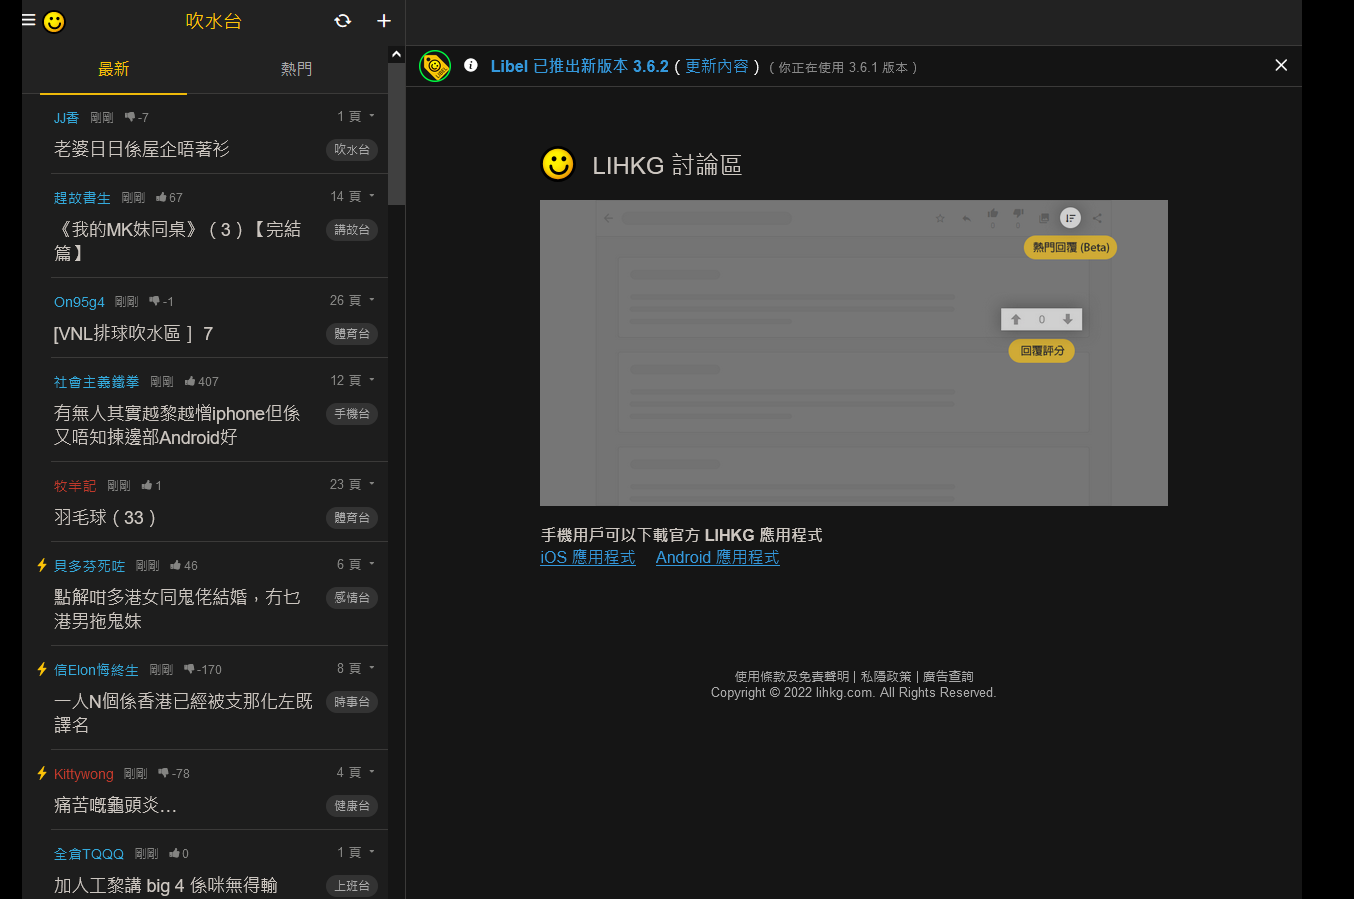 吹水台
最新 熱門
JJ香 剛剛 -7 1 頁
老婆日日係屋企唔著衫 吹水台
趕故書生 剛剛 67 14 頁
《我的MK妹同桌》（3）【完結 講故台
篇】
On95g4 剛剛 -1 26 頁
[VNL排球吹水區］ 7 體育台
社會主義鐵拳 剛剛 407 12 頁
有無人其實越黎越憎iphone但係 手機台
又唔知揀邊部Android好
牧羊記 剛剛 1 23 頁
羽毛球（33） 體育台
貝多芬死咗 剛剛 46 6 頁
點解咁多港女同鬼佬結婚，冇乜 感情台
港男拖鬼妹
信Elon悔終生 剛剛 -170 8 頁
一人N個係香港已經被支那化左既 時事台
譯名
Kittywong 剛剛 -78 4 頁
痛苦嘅龜頭炎... 健康台
全倉TQQQ 剛剛 0 1 頁
加人工黎講 big 4 係咪無得輸 上班台
Libel 已推出新版本 3.6.2（更新內容）（你正在使用 3.6.1 版本）
LIHKG 討論區
0 0
熱門回覆 (Beta)
0
回覆評分
手機用戶可以下載官方 LIHKG 應用程式
iOS 應用程式 Android 應用程式
使用條款及免責聲明 | 私隱政策 | 廣告查詢
Copyright © 2022 lihkg.com. All Rights Reserved.